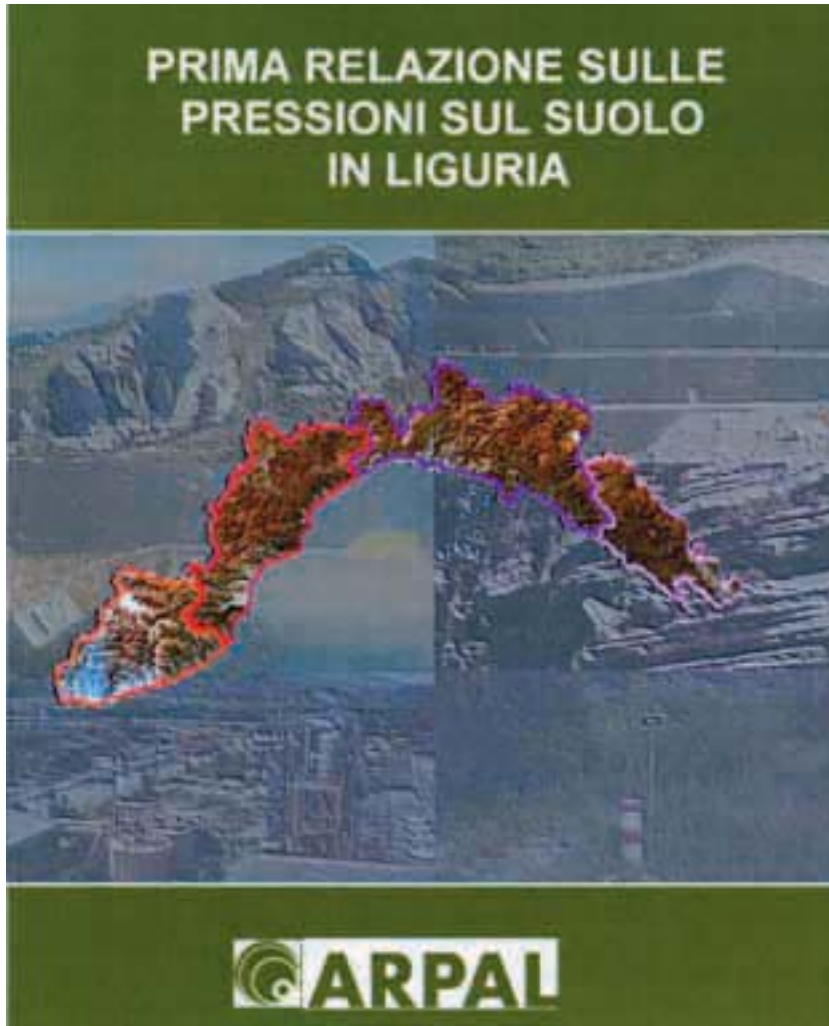 PRIMA RELAZIONE SULLE
PRESSIONI SUL SUOLO
IN LIGURIA
ARPAL